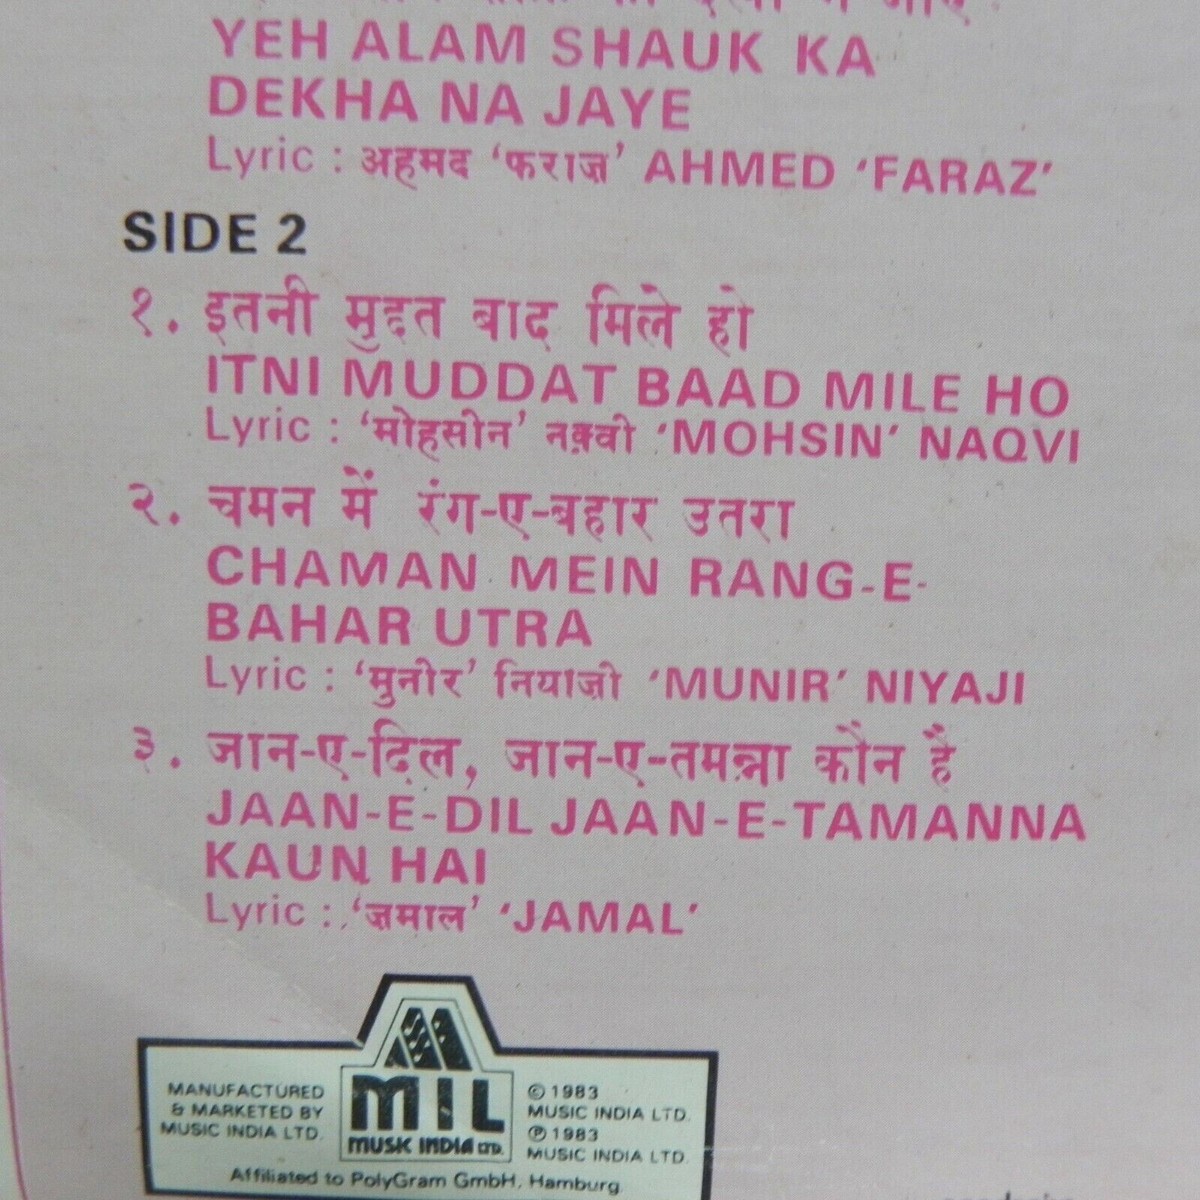 YEH ALAM SHAUK KA
DEKHA NA JAYE
Lyric : अहमद ‘फराज़’ AHMED ‘FARAZ’
SIDE 2
१. इतनी मुद्दत बाद मिले हो
ITNI MUDDAT BAAD MILE HO
Lyric : ‘मोहसीन’ नक़्वी ‘MOHSIN’ NAQVI
२. चमन में रंग-ए-बहार उतरा
CHAMAN MEIN RANG-E-
BAHAR UTRA
Lyric : ‘मुनीर’ नियाज़ी ‘MUNIR’ NIYAJI
३. जान-ए-दिल, जान-ए-तमन्ना कौन है
JAAN-E-DIL JAAN-E-TAMANNA
KAUN HAI
Lyric : ‘ज़माल’ ‘JAMAL’
MANUFACTURED
& MARKETED BY
MUSIC INDIA LTD.
MIL
MUSIC INDIA LTD.
© 1983
MUSIC INDIA LTD.
℗ 1983
MUSIC INDIA LTD.
Affiliated to PolyGram GmbH, Hamburg.